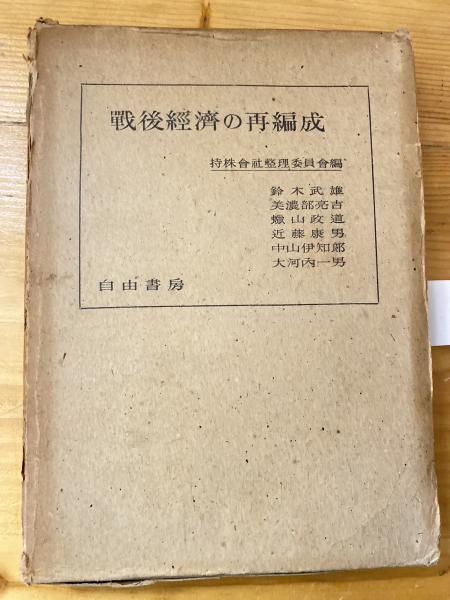 戰後經濟の再編成
持株會社整理委員會編
鈴木武雄
美濃部亮吉
蠟山政道
近藤康男
中山伊知郎
大河内一男
自由書房